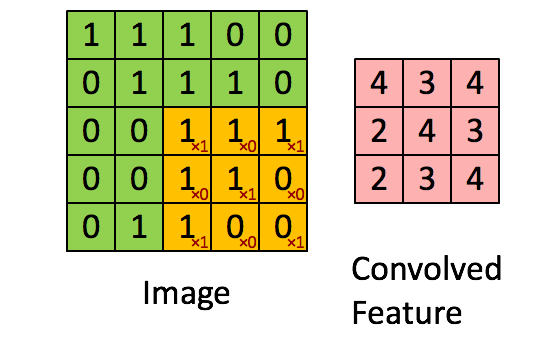 1 1 1 0 0
0 1 1 1 0 4 3 4
0 0 1×1 1×0 1×1 2 4 3
0 0 1×0 1×1 0×0 2 3 4
0 1 1×1 0×0 0×1
Image
Convolved
Feature